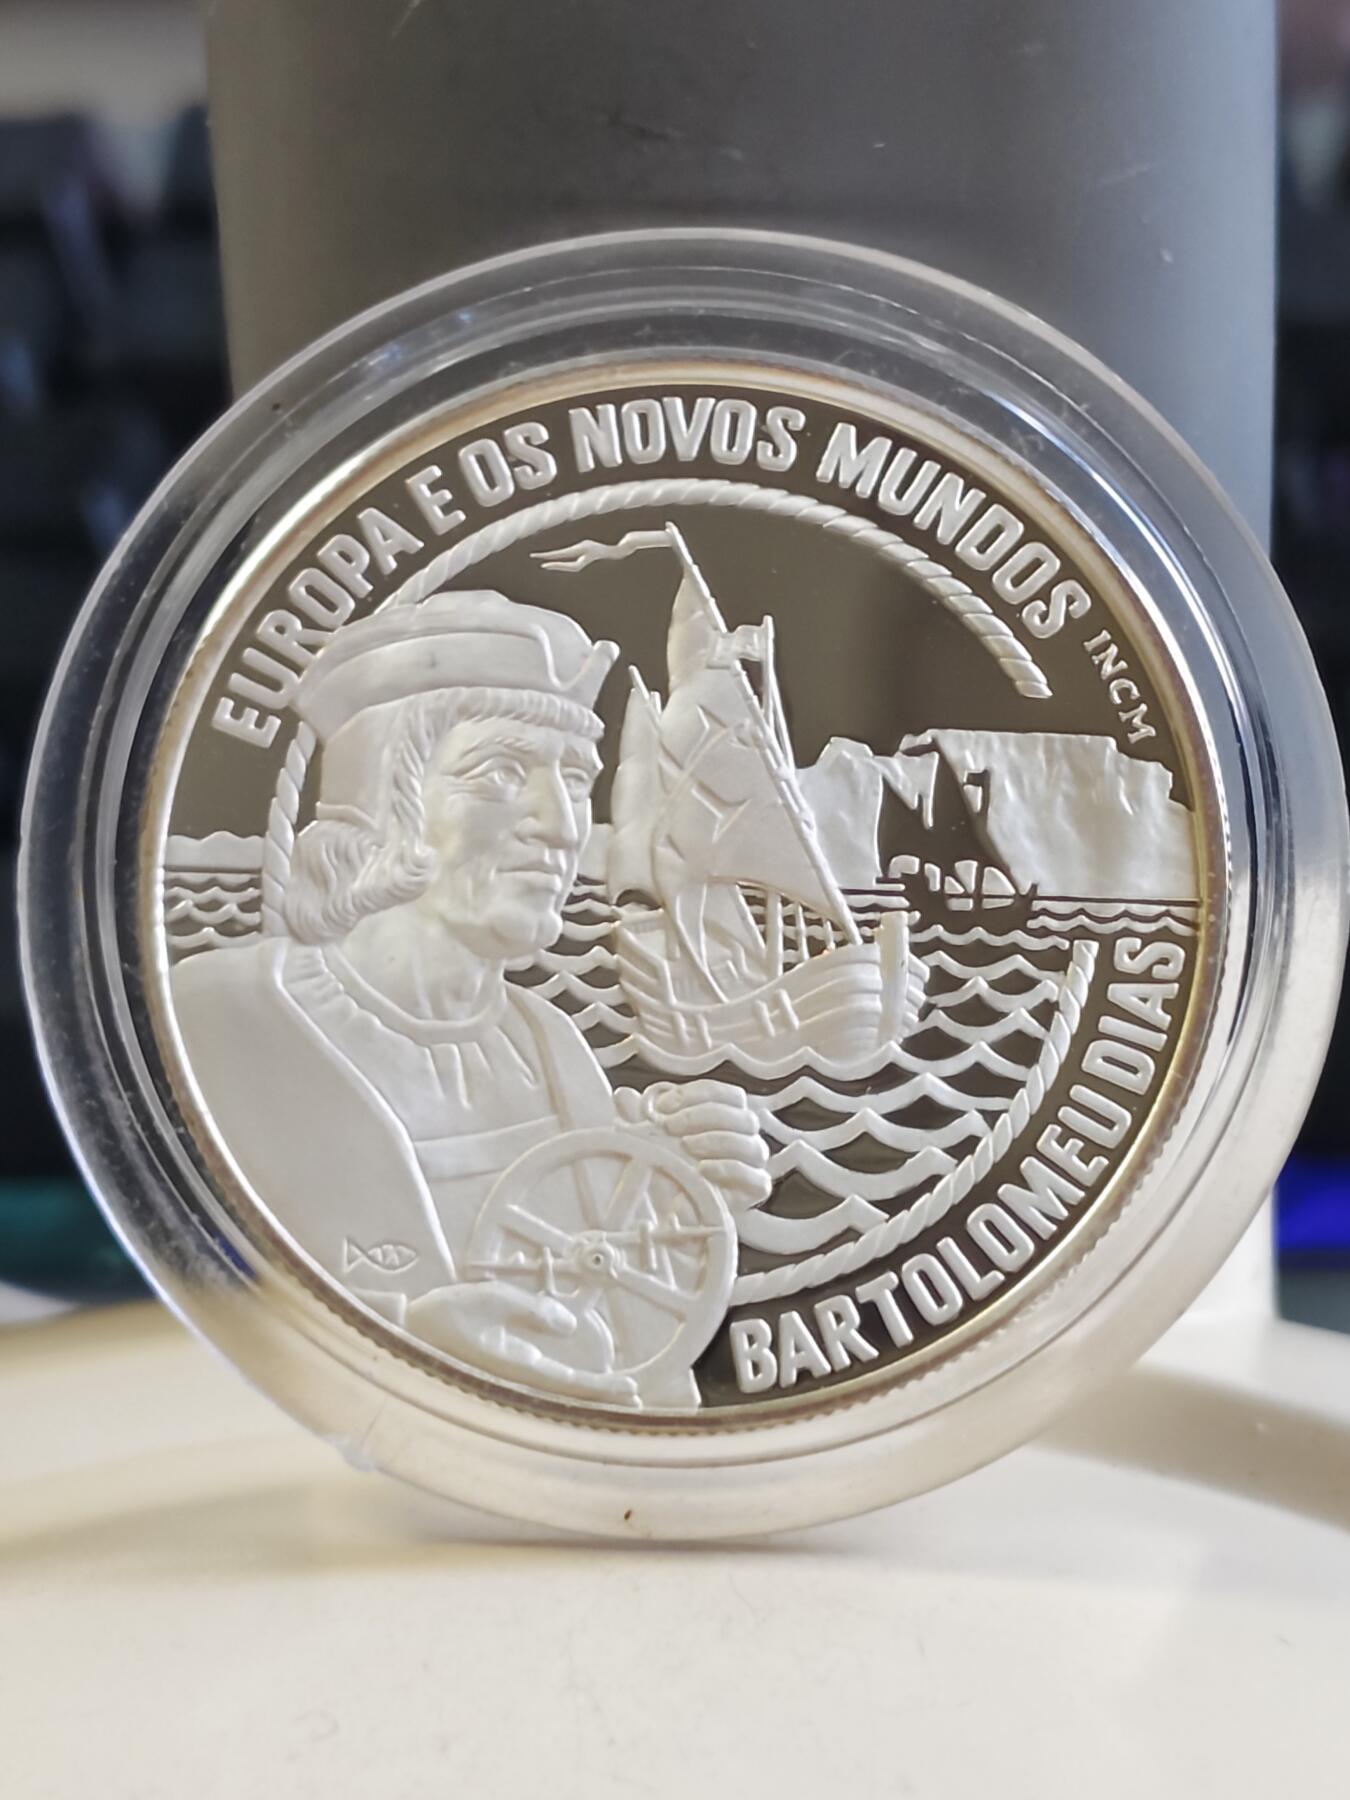 EUROPA E OS NOVOS MUNDOS
INCM
BARTOLOMEU DIAS